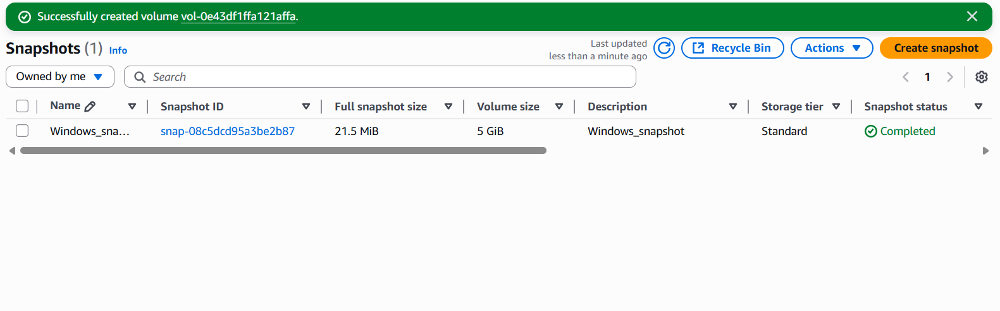 Successfully created volume vol-0e43df1ffa121affa.
Snapshots (1) Info
Last updated
less than a minute ago
Recycle Bin
Actions
Create snapshot
Owned by me
Search
1
Name
Snapshot ID
Full snapshot size
Volume size
Description
Storage tier
Snapshot status
Windows_sna...
snap-08c5dcd95a3be2b87
21.5 MiB
5 GiB
Windows_snapshot
Standard
Completed